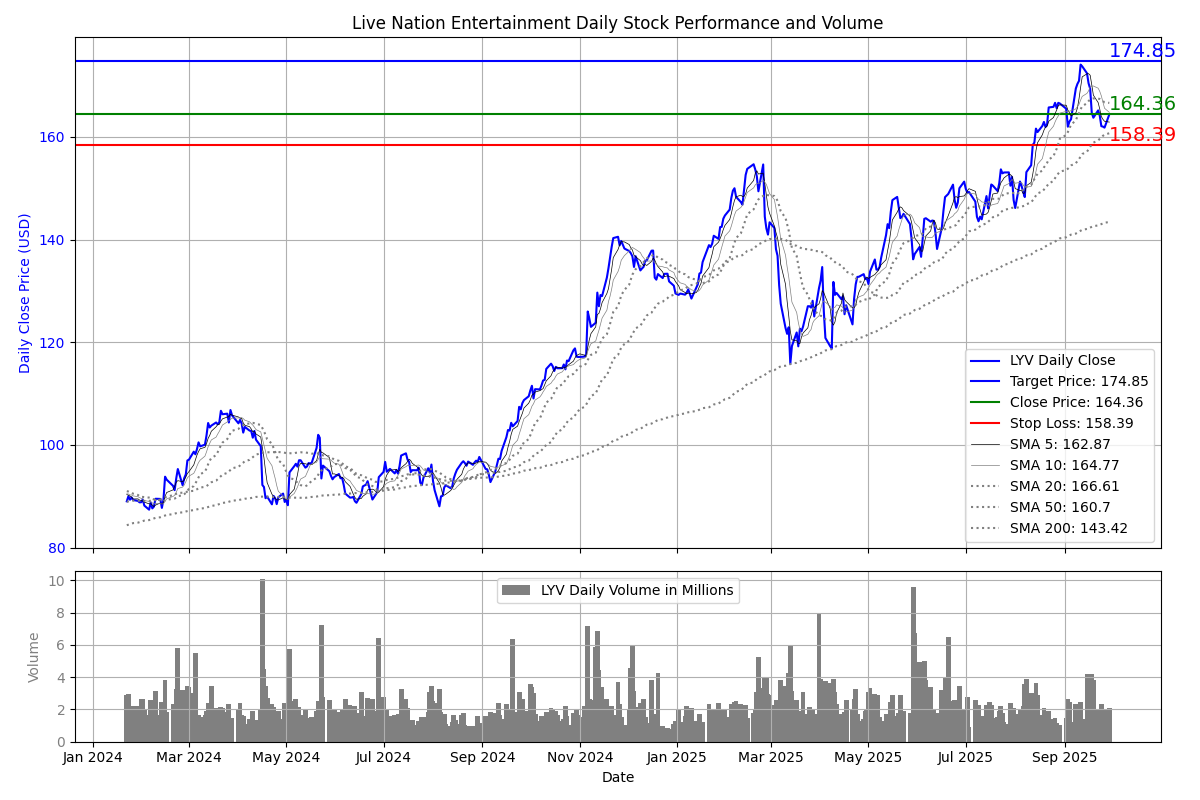 Live Nation Entertainment Daily Stock Performance and Volume
174.85
164.36
158.39
160
140
120
100
80
Daily Close Price (USD)
LYV Daily Close
Target Price: 174.85
Close Price: 164.36
Stop Loss: 158.39
SMA 5: 162.87
SMA 10: 164.77
SMA 20: 166.61
SMA 50: 160.7
SMA 200: 143.42
LYV Daily Volume in Millions
10
8
6
4
2
0
Volume
Jan 2024
Mar 2024
May 2024
Jul 2024
Sep 2024
Nov 2024
Jan 2025
Mar 2025
May 2025
Jul 2025
Sep 2025
Date